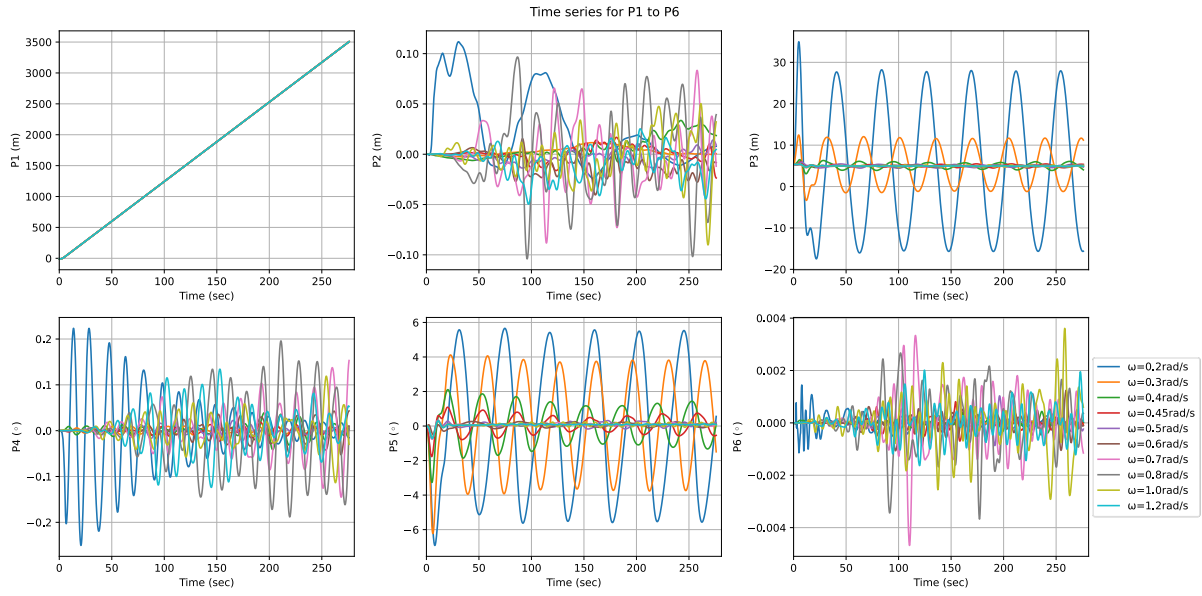 Time series for P1 to P6
P1 (m)
3500
3000
2500
2000
1500
1000
500
0
0 50 100 150 200 250
Time (sec)
P2 (m)
0.10
0.05
0.00
−0.05
−0.10
0 50 100 150 200 250
Time (sec)
P3 (m)
30
20
10
0
−10
−20
0 50 100 150 200 250
Time (sec)
P4 (○)
0.2
0.1
0.0
−0.1
−0.2
0 50 100 150 200 250
Time (sec)
P5 (○)
6
4
2
0
−2
−4
−6
0 50 100 150 200 250
Time (sec)
P6 (○)
0.004
0.002
0.000
−0.002
−0.004
0 50 100 150 200 250
Time (sec)
ω=0.2rad/s
ω=0.3rad/s
ω=0.4rad/s
ω=0.45rad/s
ω=0.5rad/s
ω=0.6rad/s
ω=0.7rad/s
ω=0.8rad/s
ω=1.0rad/s
ω=1.2rad/s